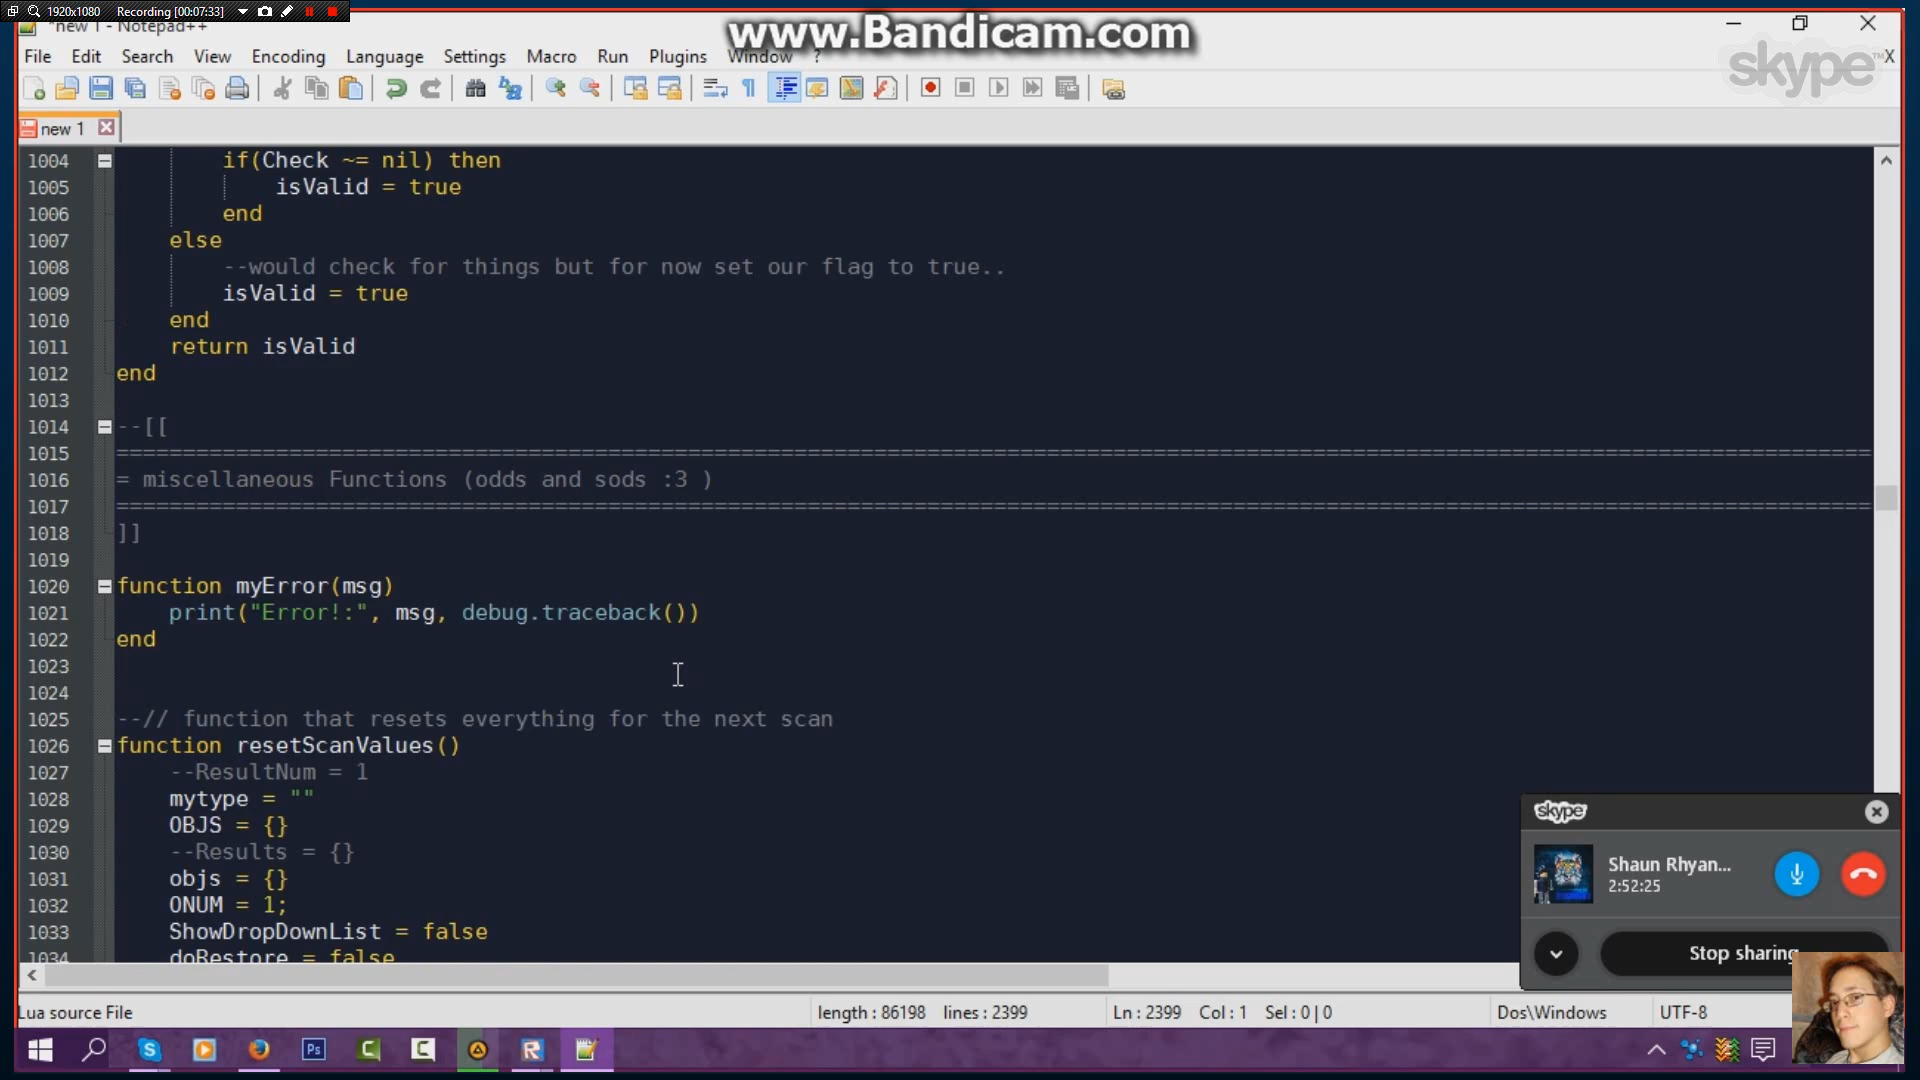 1920x1080 Recording [00:07:33]
*new 1 - Notepad++
www.Bandicam.com
File Edit Search View Encoding Language Settings Macro Run Plugins Window ? X
skype™
new 1
1004 if(Check ~= nil) then
1005 isValid = true
1006 end
1007 else
1008 --would check for things but for now set our flag to true..
1009 isValid = true
1010 end
1011 return isValid
1012 end
1013
1014 --[[
1015 ====================================================================================================================================
1016 = miscellaneous Functions (odds and sods :3 )
1017 ====================================================================================================================================
1018 ]]
1019
1020 function myError(msg)
1021 print("Error!:", msg, debug.traceback())
1022 end
1023
1024
1025 --// function that resets everything for the next scan
1026 function resetScanValues()
1027 --ResultNum = 1
1028 mytype = ""
1029 OBJS = {}
1030 --Results = {}
1031 objs = {}
1032 ONUM = 1;
1033 ShowDropDownList = false
1034 doRestore = false
skype
Shaun Rhyan...
2:52:25
Stop sharing
Lua source File length : 86198 lines : 2399 Ln : 2399 Col : 1 Sel : 0 | 0 Dos\Windows UTF-8